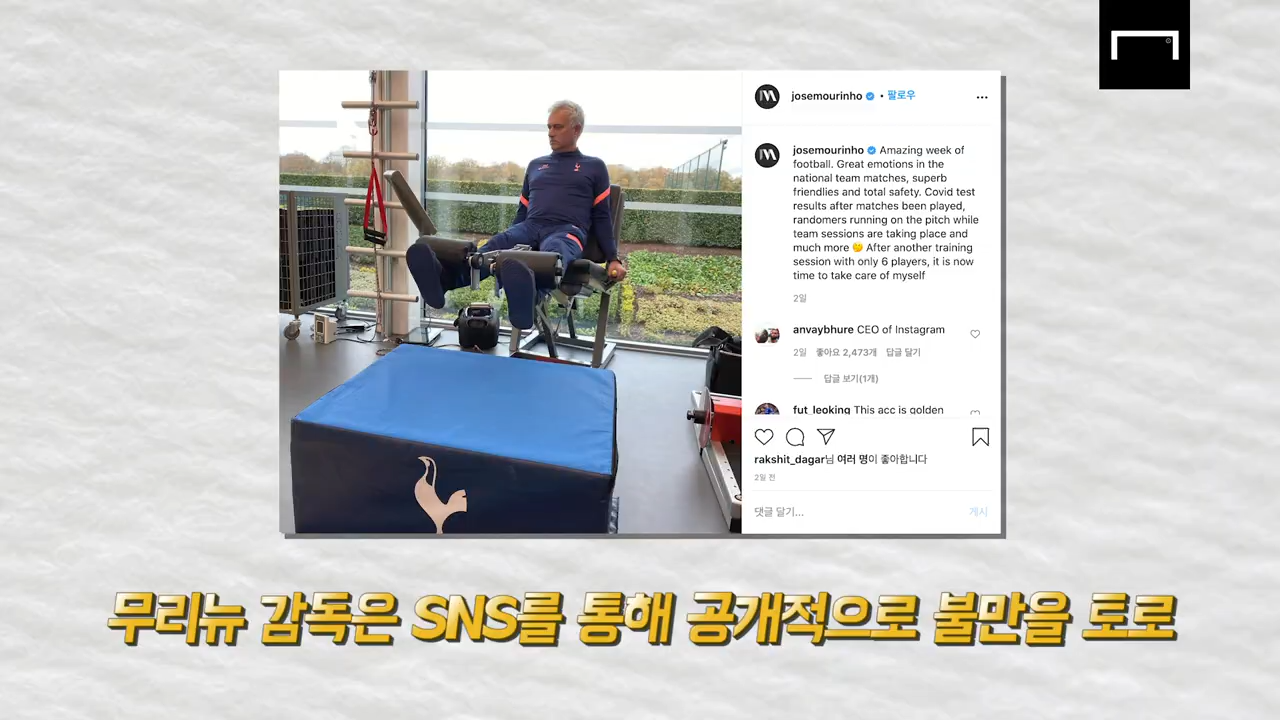 josemourinho • 팔로우
josemourinho Amazing week of
football. Great emotions in the
national team matches, superb
friendlies and total safety. Covid test
results after matches been played,
randomers running on the pitch while
team sessions are taking place and
much more 🤔 After another training
session with only 6 players, it is now
time to take care of myself
2일
anvaybhure CEO of Instagram
2일 좋아요 2,473개 답글 달기
답글 보기(1개)
fut_leoking This acc is golden
rakshit_dagar님 여러 명이 좋아합니다
2일 전
댓글 달기... 게시
무리뉴 감독은 SNS를 통해 공개적으로 불만을 토로